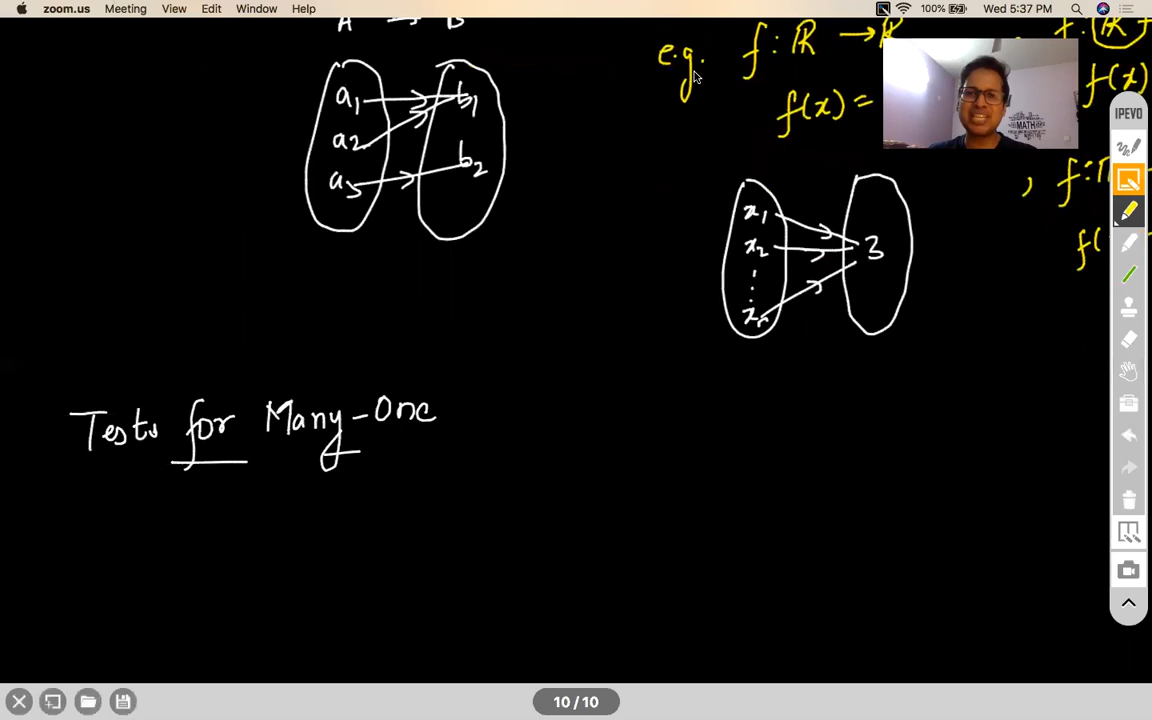 zoom.us Meeting View Edit Window Help
100% Wed 5:37 PM
A → B
a1 b1
a2
a3 b2
e.g. f : ℝ → ℝ
f(x) =
f(x)
MATH
IPEVO
, f:
f(
x1
x2 3
⋮
Tests for Many-One
10/10